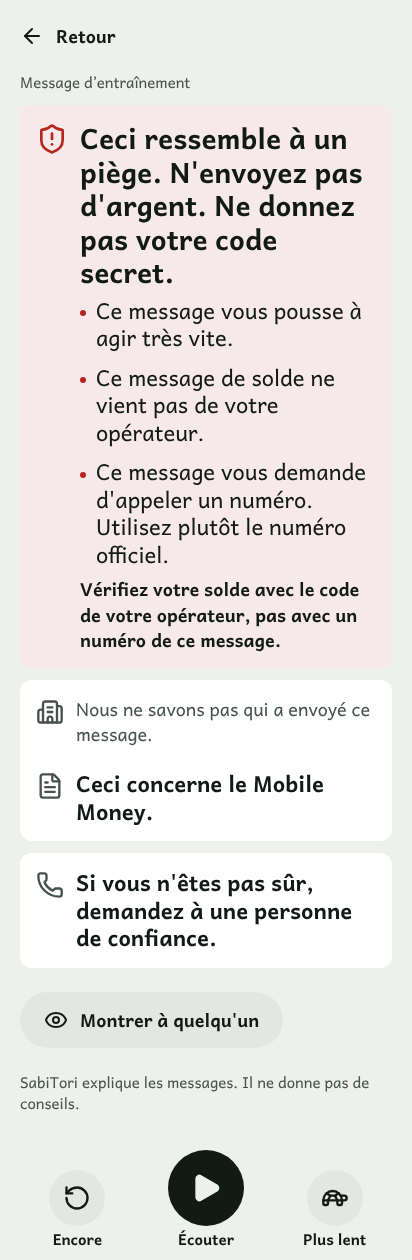 Retour
Message d’entraînement
Ceci ressemble à un
piège. N'envoyez pas
d'argent. Ne donnez
pas votre code
secret.
• Ce message vous pousse à
agir très vite.
• Ce message de solde ne
vient pas de votre
opérateur.
• Ce message vous demande
d'appeler un numéro.
Utilisez plutôt le numéro
officiel.
Vérifiez votre solde avec le code
de votre opérateur, pas avec un
numéro de ce message.
Nous ne savons pas qui a envoyé ce
message.
Ceci concerne le Mobile
Money.
Si vous n'êtes pas sûr,
demandez à une personne
de confiance.
Montrer à quelqu'un
SabiTori explique les messages. Il ne donne pas de
conseils.
Encore
Écouter
Plus lent